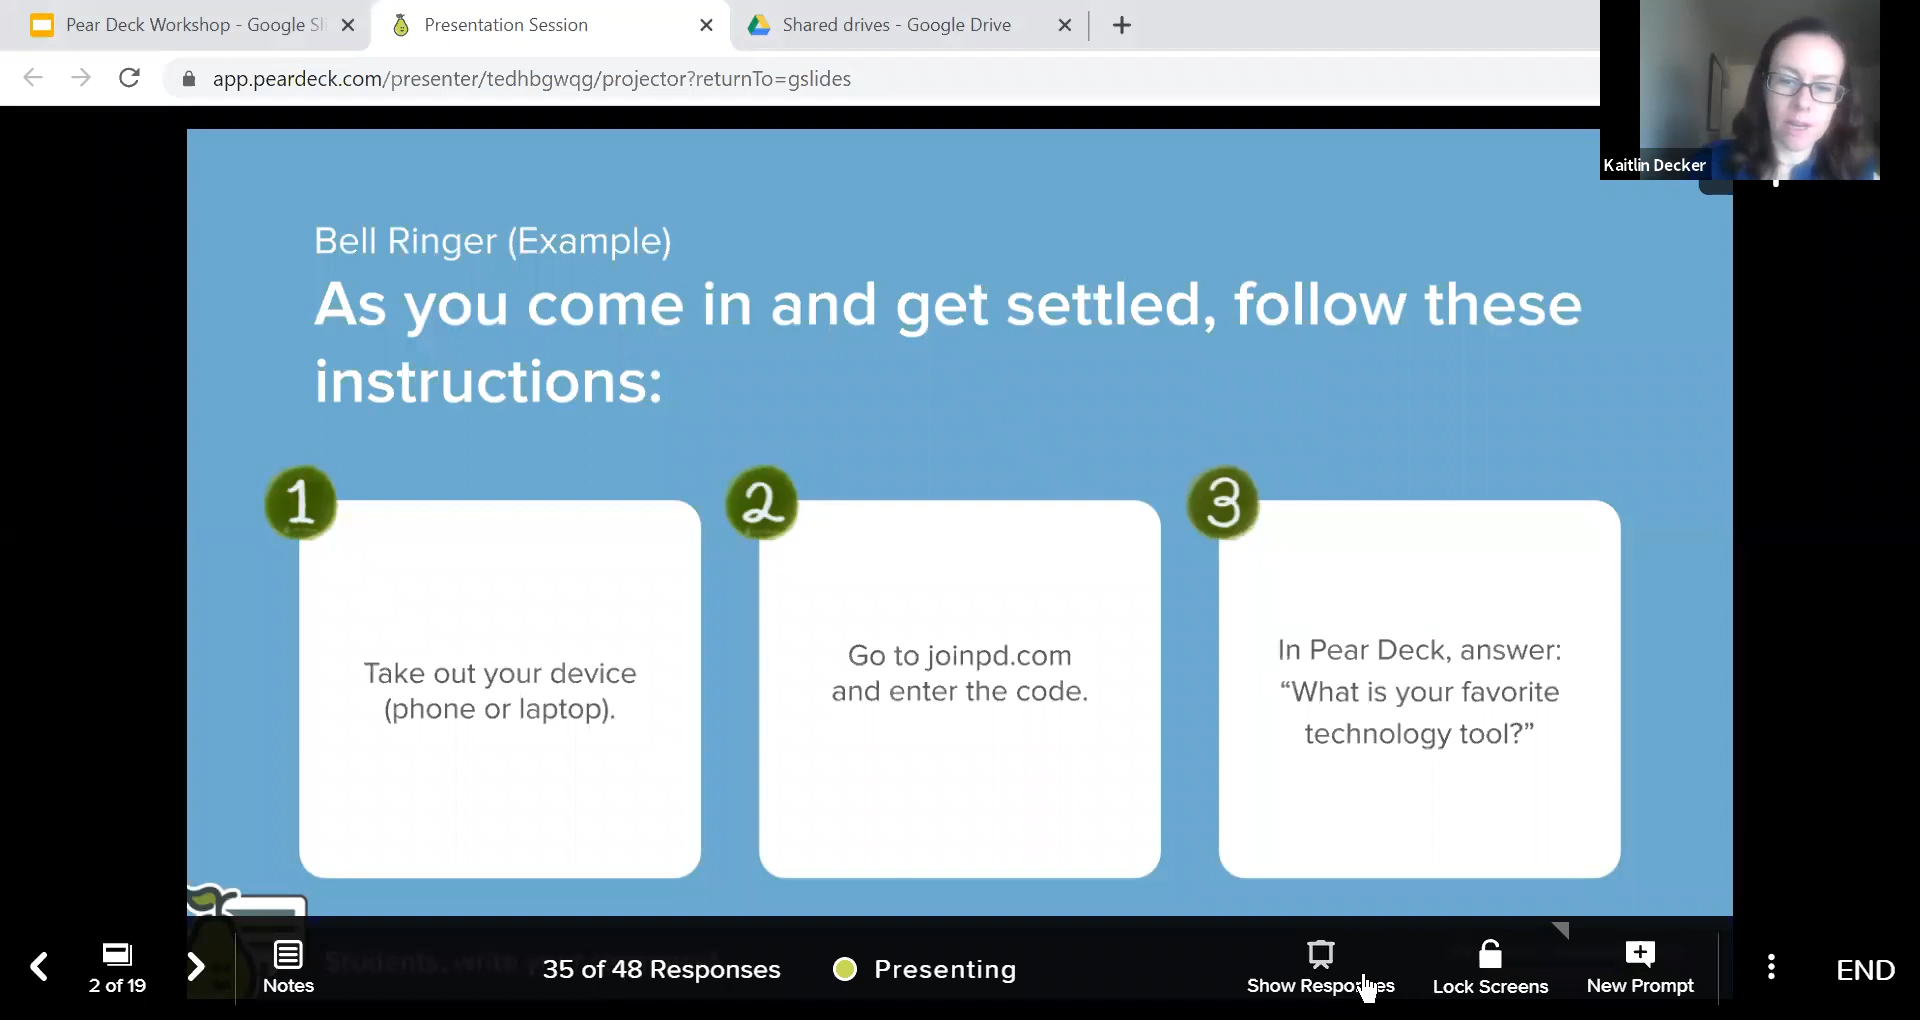 Pear Deck Workshop - Google Sli
Presentation Session
Shared drives - Google Drive
app.peardeck.com/presenter/tedhbgwqg/projector?returnTo=gslides
Kaitlin Decker
Bell Ringer (Example)
As you come in and get settled, follow these
instructions:
1
2
3
Take out your device
(phone or laptop).
Go to joinpd.com
and enter the code.
In Pear Deck, answer:
“What is your favorite
technology tool?”
2 of 19
Notes
Students, write
35 of 48 Responses
Presenting
Show Responses
Lock Screens
New Prompt
END